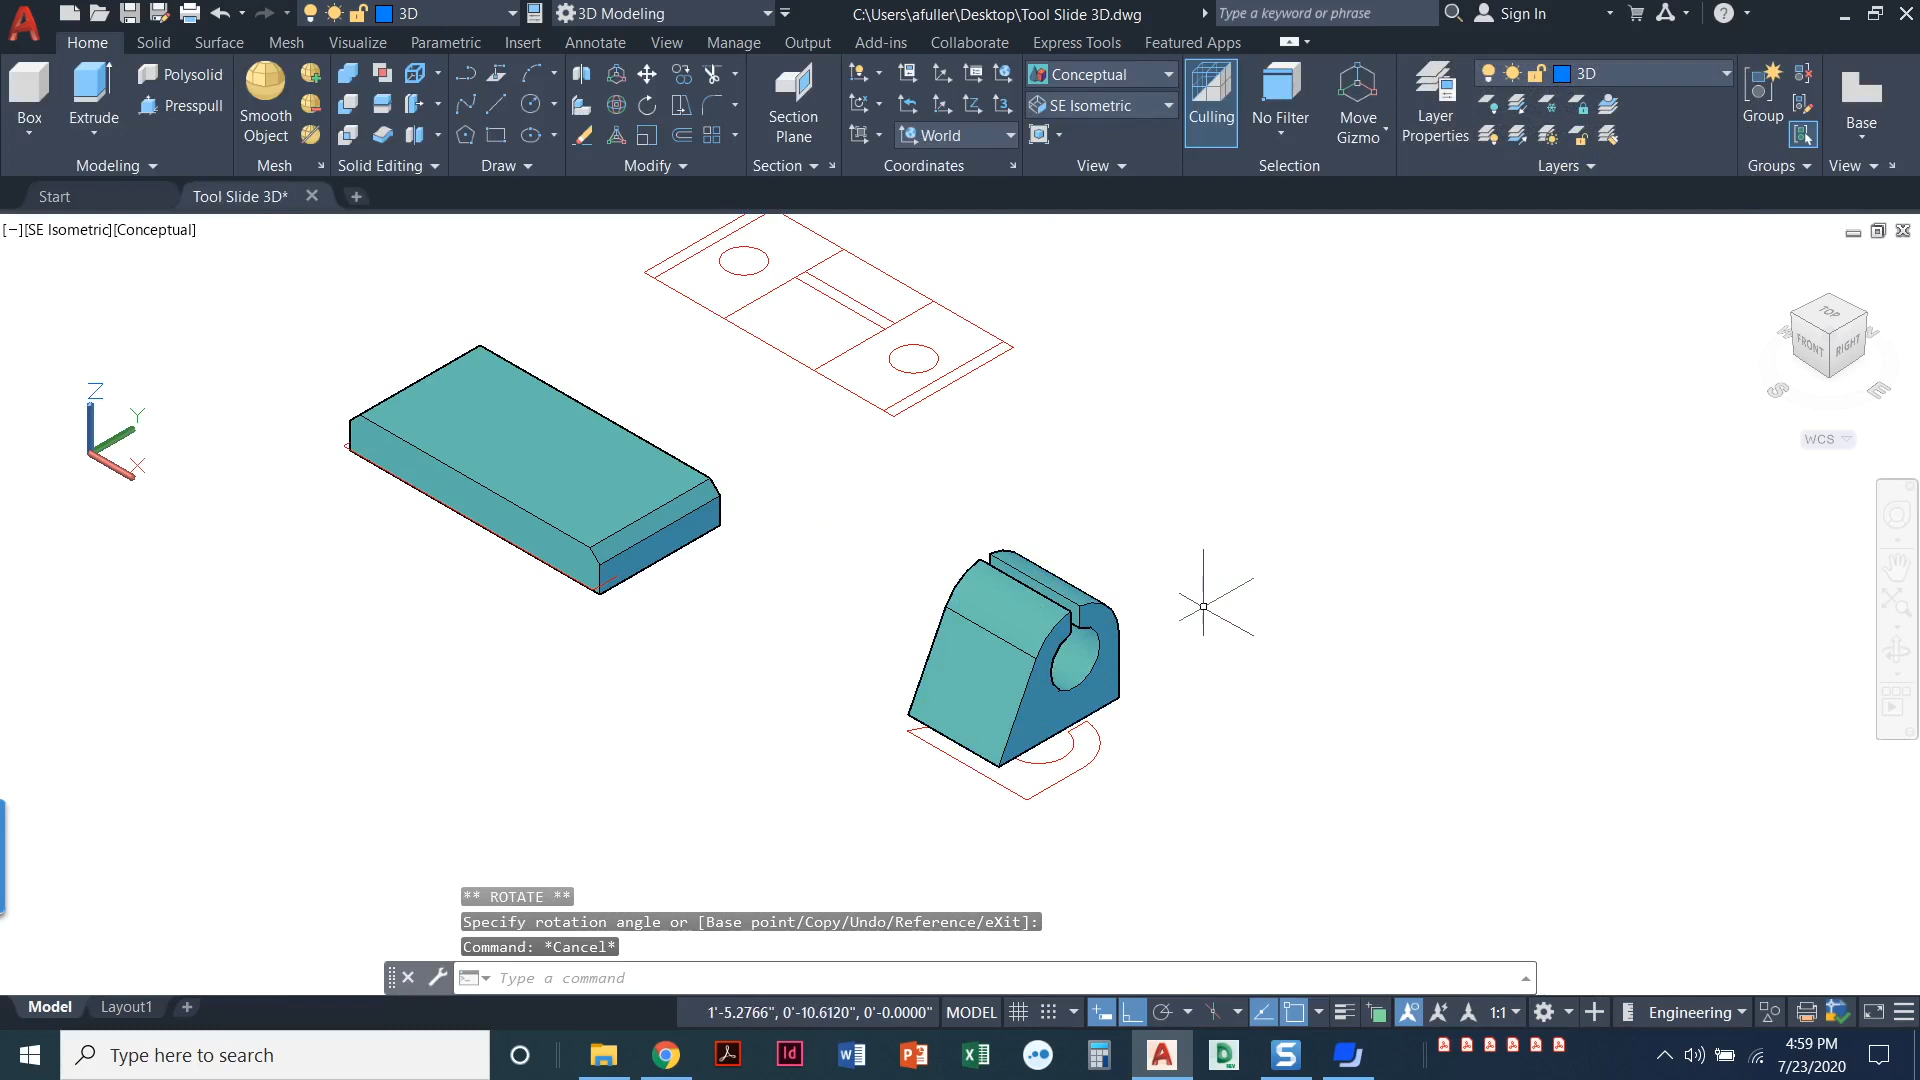 3D
3D Modeling
C:\Users\afuller\Desktop\Tool Slide 3D.dwg
Type a keyword or phrase
Sign In
Home
Solid
Surface
Mesh
Visualize
Parametric
Insert
Annotate
View
Manage
Output
Add-ins
Collaborate
Express Tools
Featured Apps
Box
Extrude
Polysolid
Presspull
Modeling
Smooth
Object
Mesh
Solid Editing
Draw
Modify
Section
Plane
Section
World
Coordinates
Conceptual
SE Isometric
View
Culling
No Filter
Move
Gizmo
Selection
Layer
Properties
3D
Layers
Group
Groups
Base
View
Start
Tool Slide 3D*
[−][SE Isometric][Conceptual]
Z
Y
X
TOP
FRONT
RIGHT
S
E
WCS
** ROTATE **
Specify rotation angle or [Base point/Copy/Undo/Reference/eXit]:
Command: *Cancel*
Type a command
Model
Layout1
1'-5.2766", 0'-10.6120", 0'-0.0000"
MODEL
1:1
Engineering
Type here to search
4:59 PM
7/23/2020